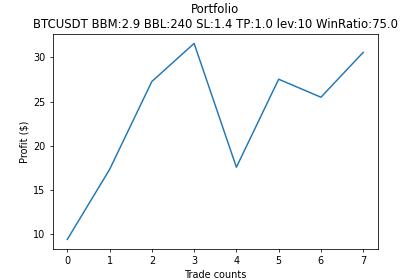 Portfolio
BTCUSDT BBM:2.9 BBL:240 SL:1.4 TP:1.0 lev:10 WinRatio:75.0
30
25
20
15
10
Profit ($)
0 1 2 3 4 5 6 7
Trade counts